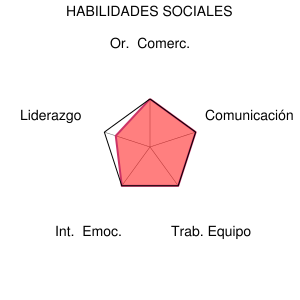 HABILIDADES SOCIALES
Or. Comerc.
Liderazgo
Comunicación
Int. Emoc.
Trab. Equipo